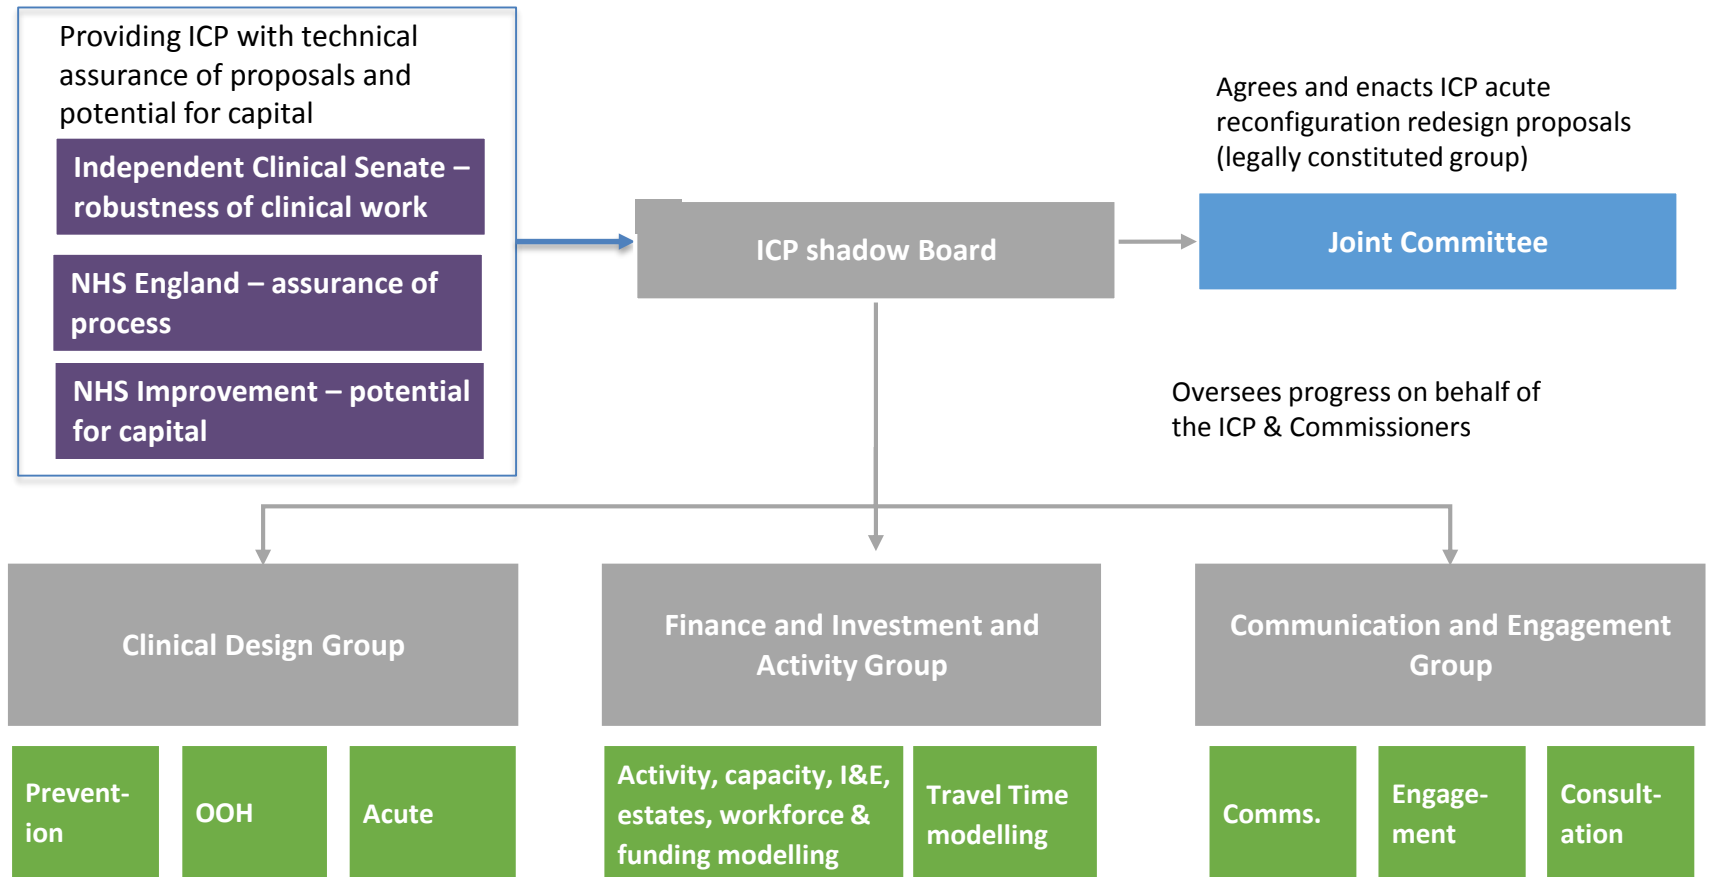 Providing ICP with technical
assurance of proposals and
potential for capital
Independent Clinical Senate –
robustness of clinical work
NHS England – assurance of
process
NHS Improvement – potential
for capital
ICP shadow Board
Agrees and enacts ICP acute
reconfiguration redesign proposals
(legally constituted group)
Joint Committee
Oversees progress on behalf of
the ICP & Commissioners
Clinical Design Group
Finance and Investment and
Activity Group
Communication and Engagement
Group
Prevent-
ion
OOH
Acute
Activity, capacity, I&E,
estates, workforce &
funding modelling
Travel Time
modelling
Comms.
Engage-
ment
Consult-
ation